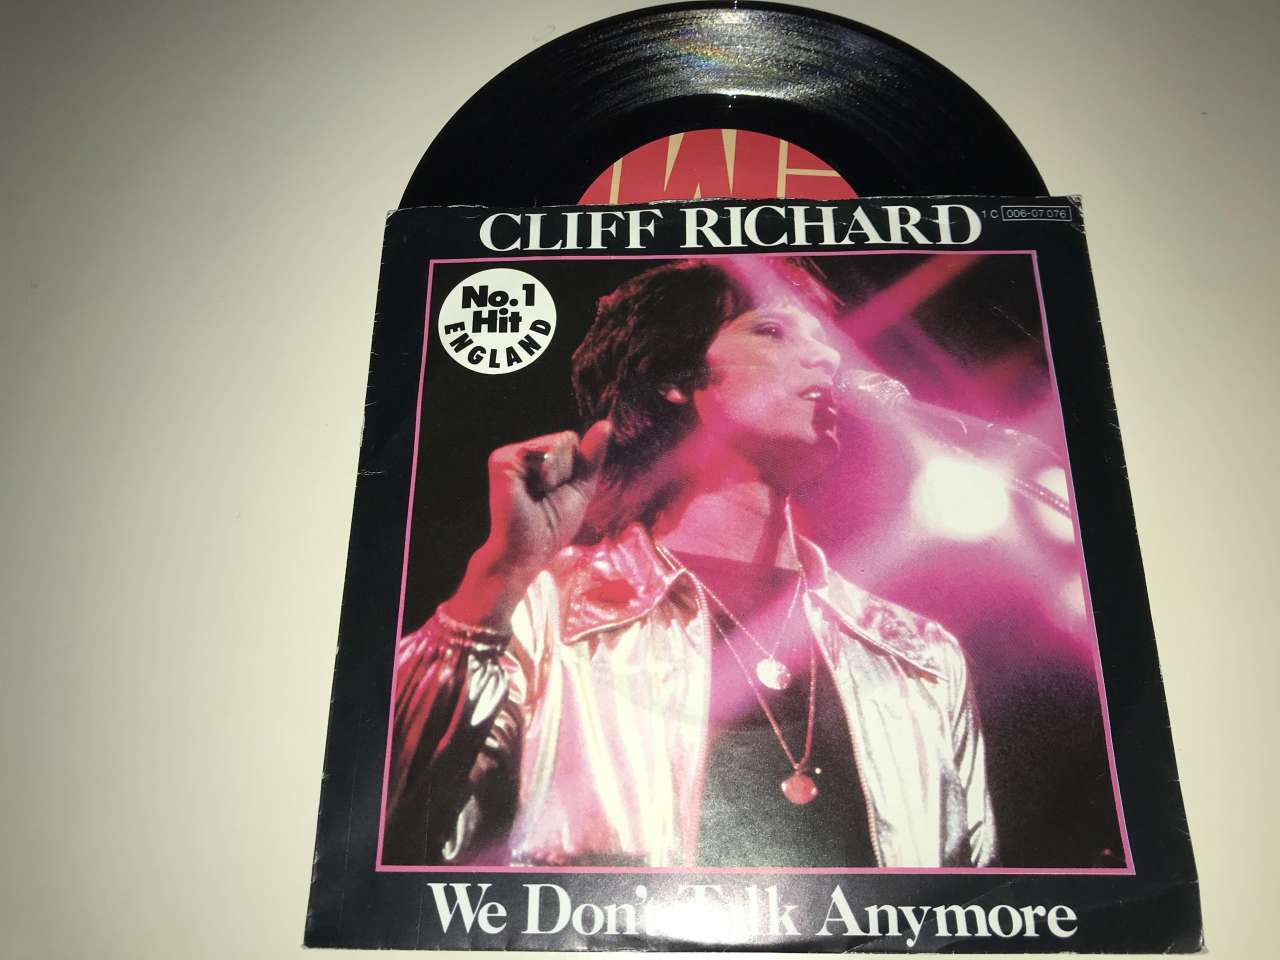 CLIFF RICHARD
1 C 006-07 076
No. 1
Hit
ENGLAND
We Don't Talk Anymore